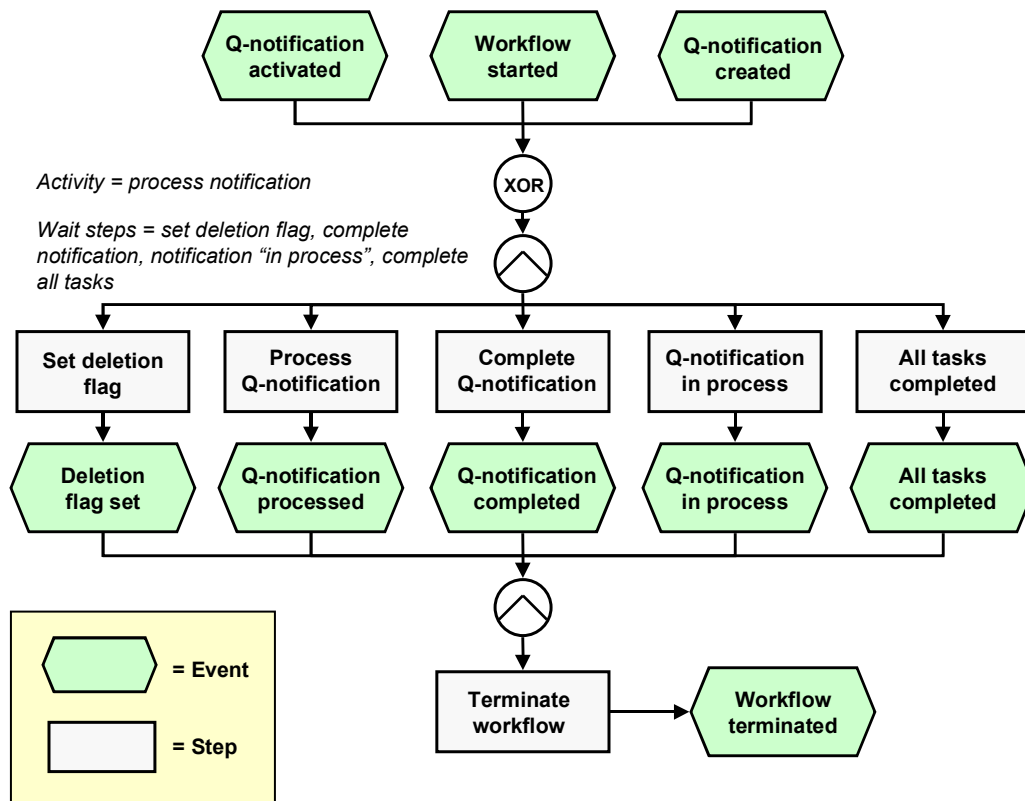 Q-notification
activated
Workflow
started
Q-notification
created
XOR
Activity = process notification
Wait steps = set deletion flag, complete
notification, notification “in process”, complete
all tasks
Set deletion
flag
Process
Q-notification
Complete
Q-notification
Q-notification
in process
All tasks
completed
Deletion
flag set
Q-notification
processed
Q-notification
completed
Q-notification
in process
All tasks
completed
= Event
= Step
Terminate
workflow
Workflow
terminated